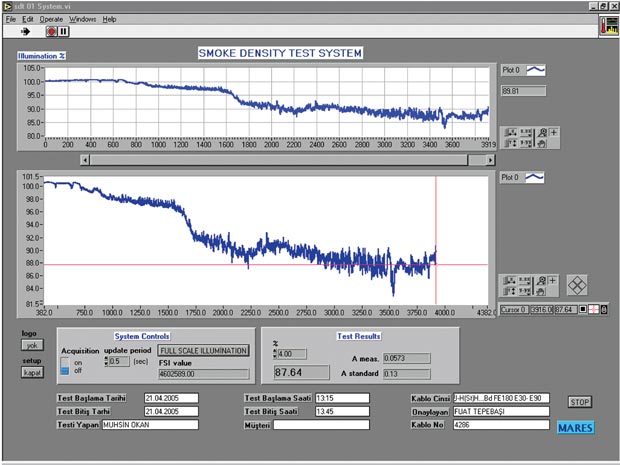 sdt 01 System.vi
File Edit Operate Windows Help
SMOKE DENSITY TEST SYSTEM
Illumination %
105.0
100.0
95.0
90.0
85.0
80.0
0 200 400 600 800 1000 1200 1400 1600 1800 2000 2200 2400 2600 2800 3000 3200 3400 3600 3919
Plot 0
89.81
101.5
100.0
98.0
96.0
94.0
92.0
90.0
88.0
86.0
84.0
81.5
382.0 750.0 1000.0 1250.0 1500.0 1750.0 2000.0 2250.0 2500.0 2750.0 3000.0 3250.0 3500.0 3750.0 4000.0 4382.0
Plot 0
Cursor 0 3916.00 87.64
logo
yok
setup
kapat
System Controls
Acquisition
on
off
update period
0.5 (sec)
FULL SCALE ILLUMINATION
FSI value
4602589.00
Test Results
%
4.00
87.64
A meas. 0.0573
A standard 0.13
Test Başlama Tarihi 21.04.2005
Test Bitiş Tarhi 21.04.2005
Testi Yapan MUHSİN OKAN
Test Başlama Saati 13:15
Test Bitiş Saati 13.45
Müşteri
Kablo Cinsi J-H(St)H...Bd FE180 E30- E90
Onaylayan FUAT TEPEBAŞI
Kablo No 4286
STOP
MARES